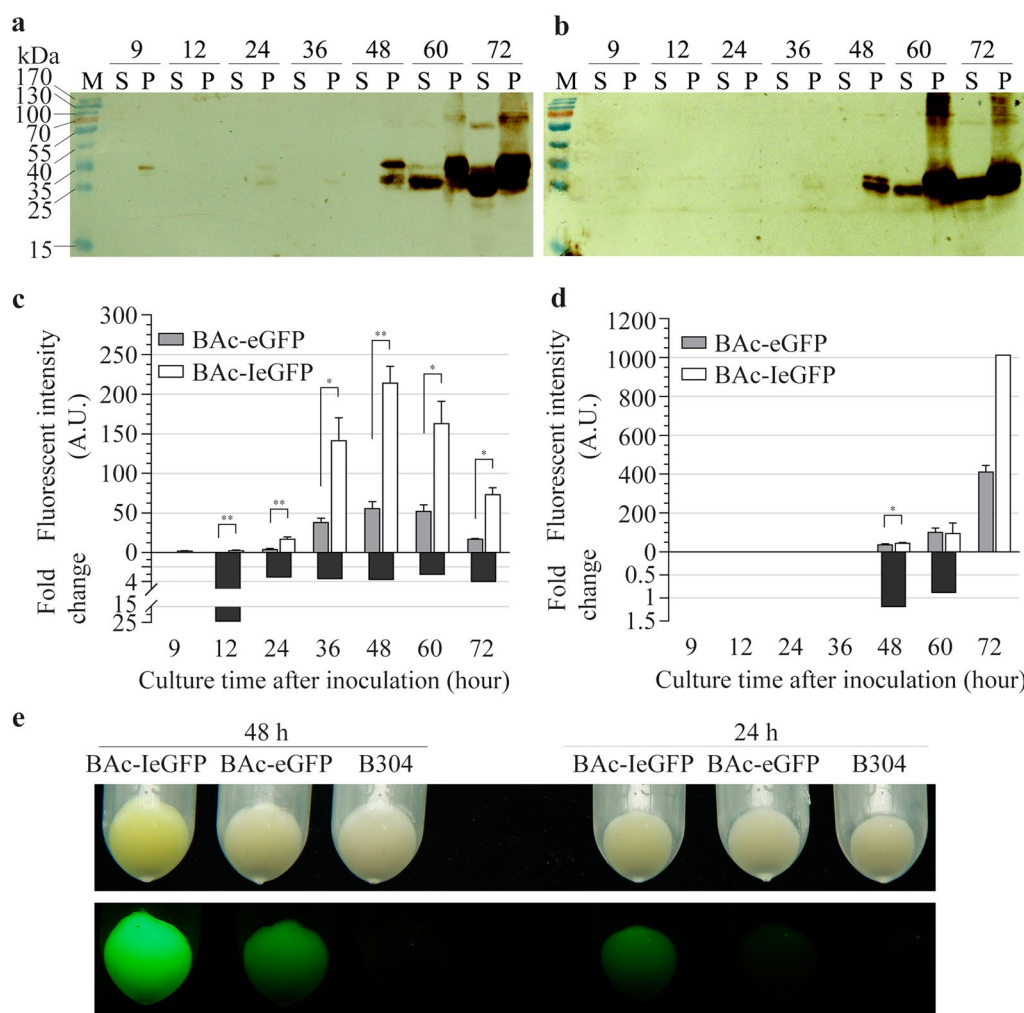 a
b
kDa
9 12 24 36 48 60 72
9 12 24 36 48 60 72
M S P S P S P S P S P S P S P
M S P S P S P S P S P S P S P
170
130
100
70
55
40
35
25
15
c
d
Fluorescent intensity
(A.U.)
300
250
200
150
100
50
0
4
15
25
Fold
change
BAc-eGFP
BAc-IeGFP
** ** * ** * *
9 12 24 36 48 60 72
Culture time after inoculation (hour)
Fluorescent intensity
(A.U.)
1200
1000
800
600
400
200
0
0.5
1
1.5
Fold
change
BAc-eGFP
BAc-IeGFP
*
9 12 24 36 48 60 72
Culture time after inoculation (hour)
e
48 h
24 h
BAc-IeGFP BAc-eGFP B304
BAc-IeGFP BAc-eGFP B304